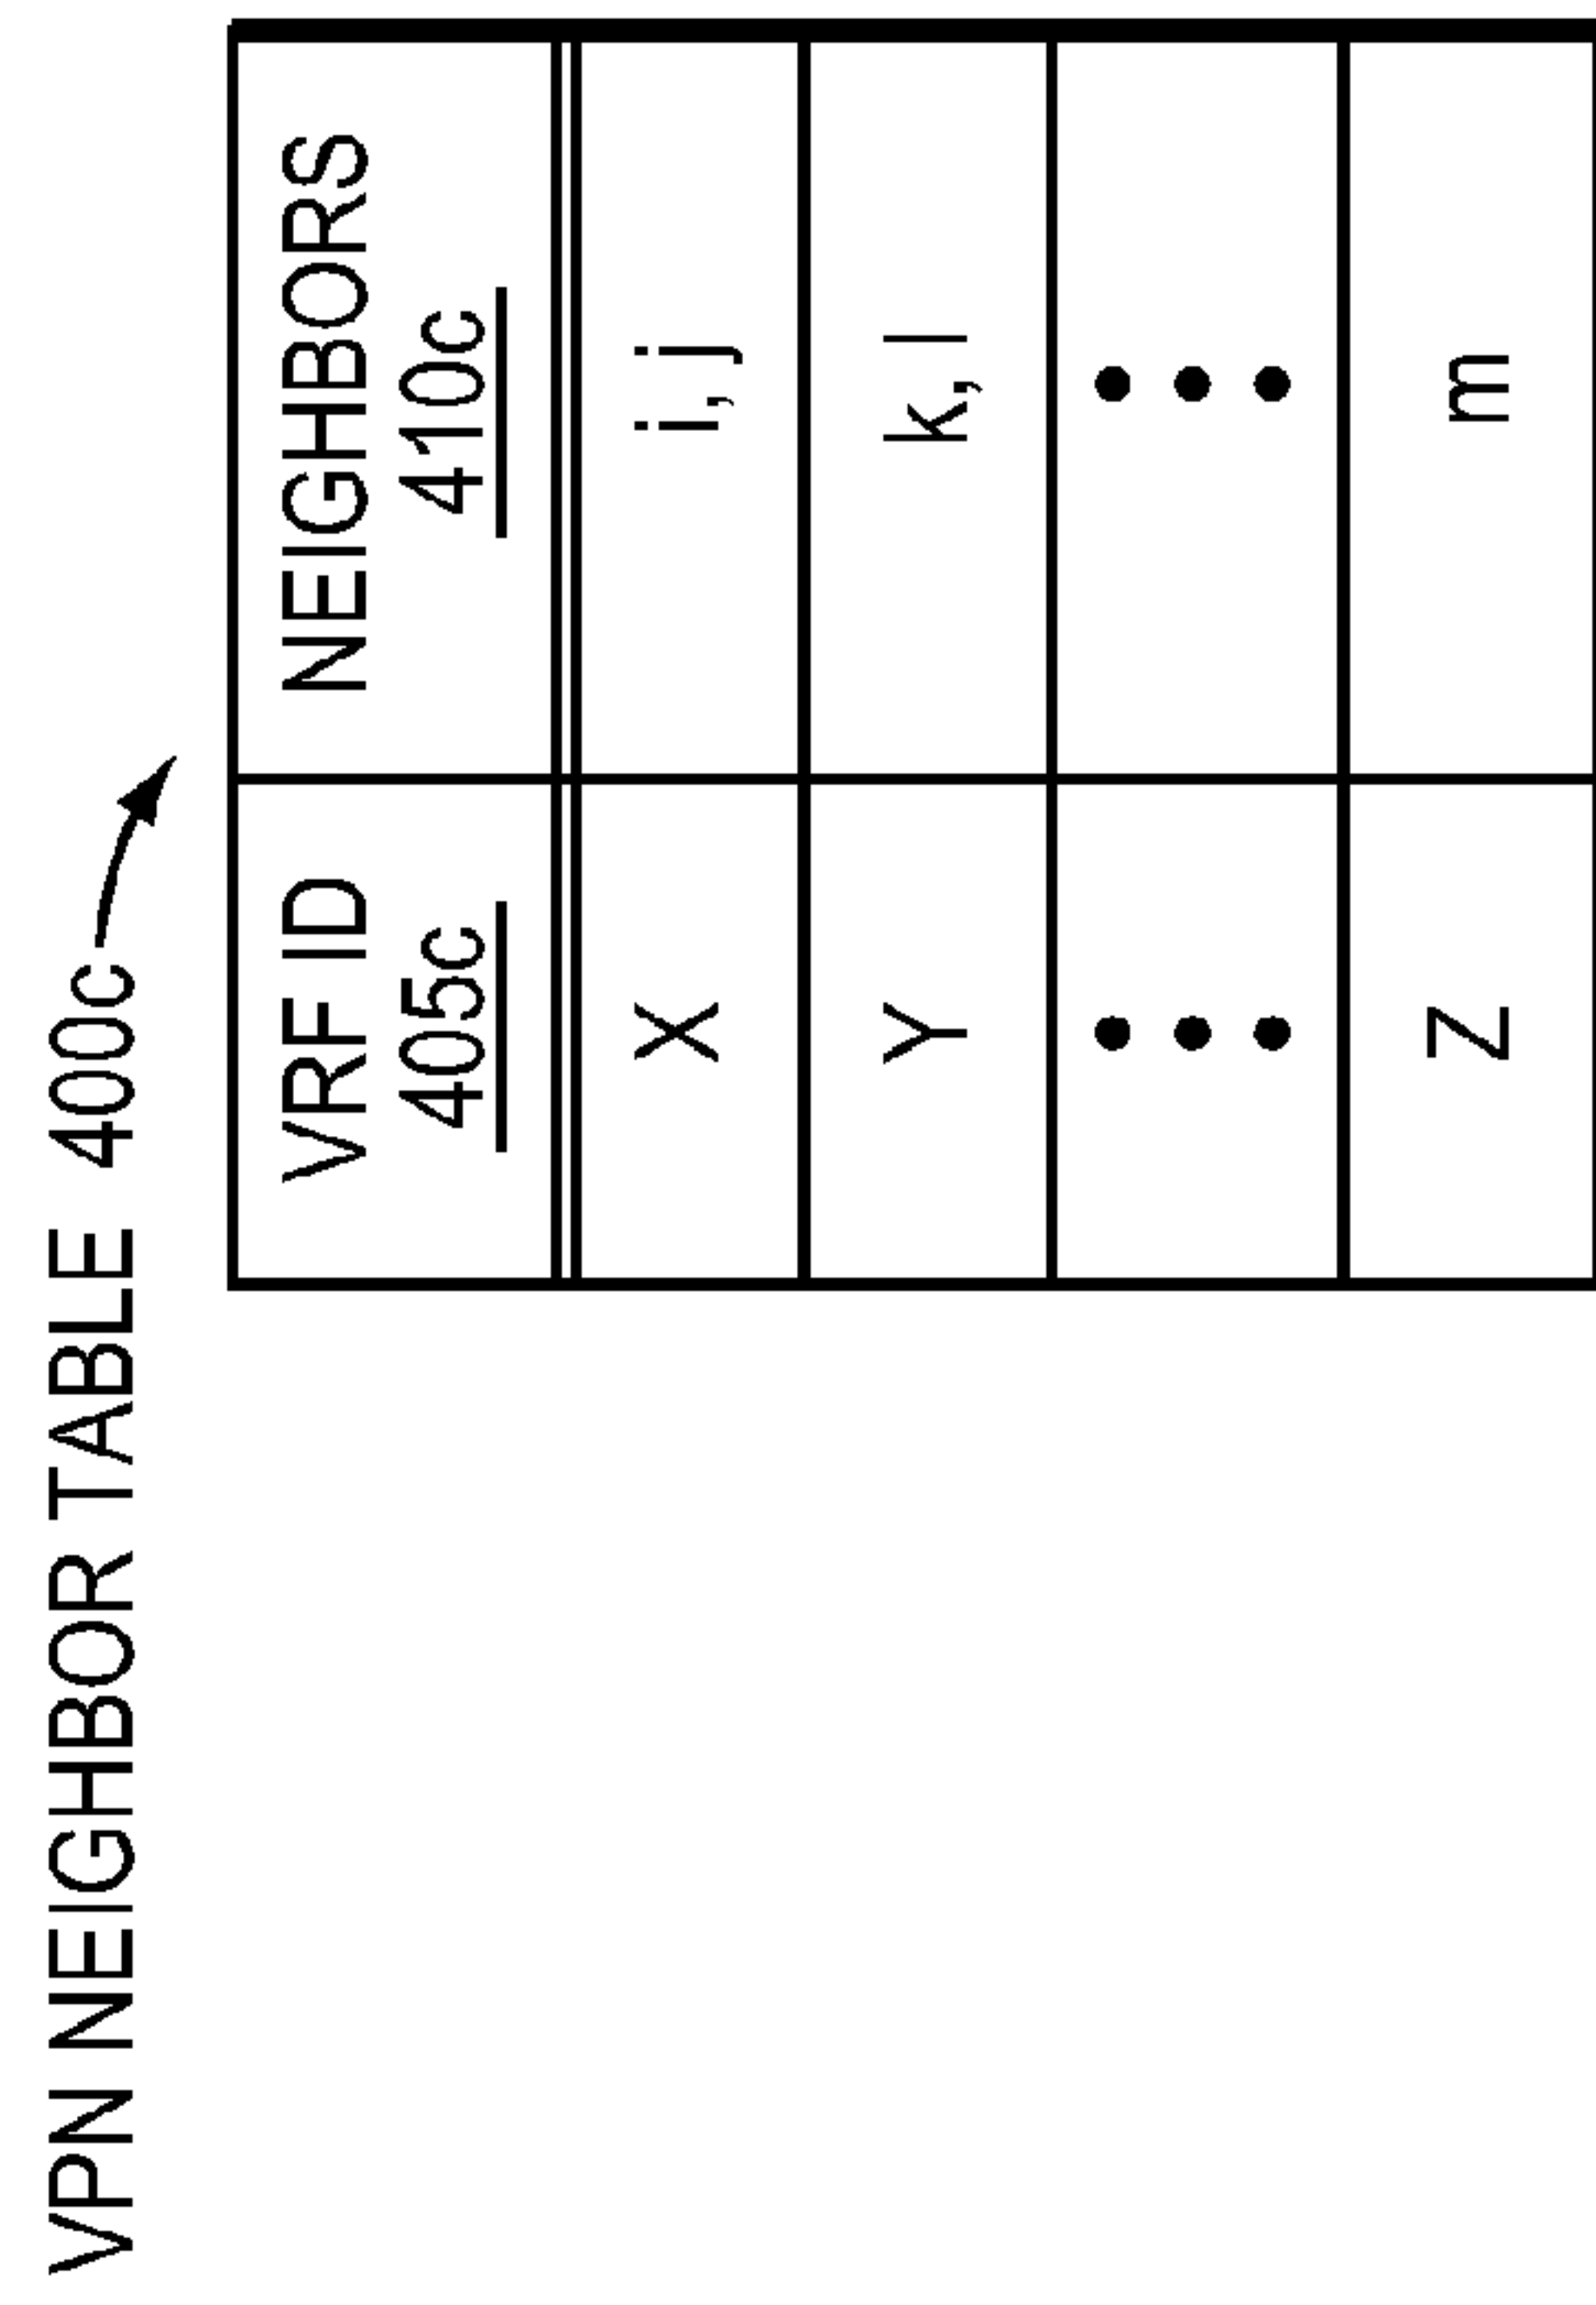 VPN NEIGHBOR TABLE 400c
VRF ID NEIGHBORS
405c 410c
X i, j
Y k, l
Z m